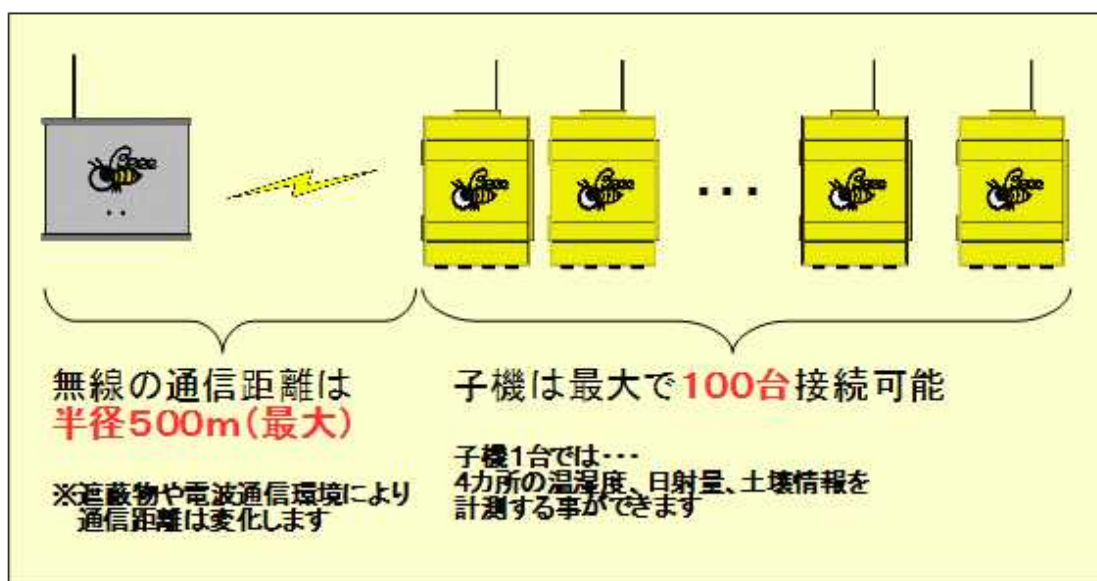 無線の通信距離は
半径500m(最大)
※遮蔽物や電波通信環境により
通信距離は変化します
子機は最大で100台接続可能
子機1台では・・・
4カ所の温湿度、日射量、土壌情報を
計測する事ができます